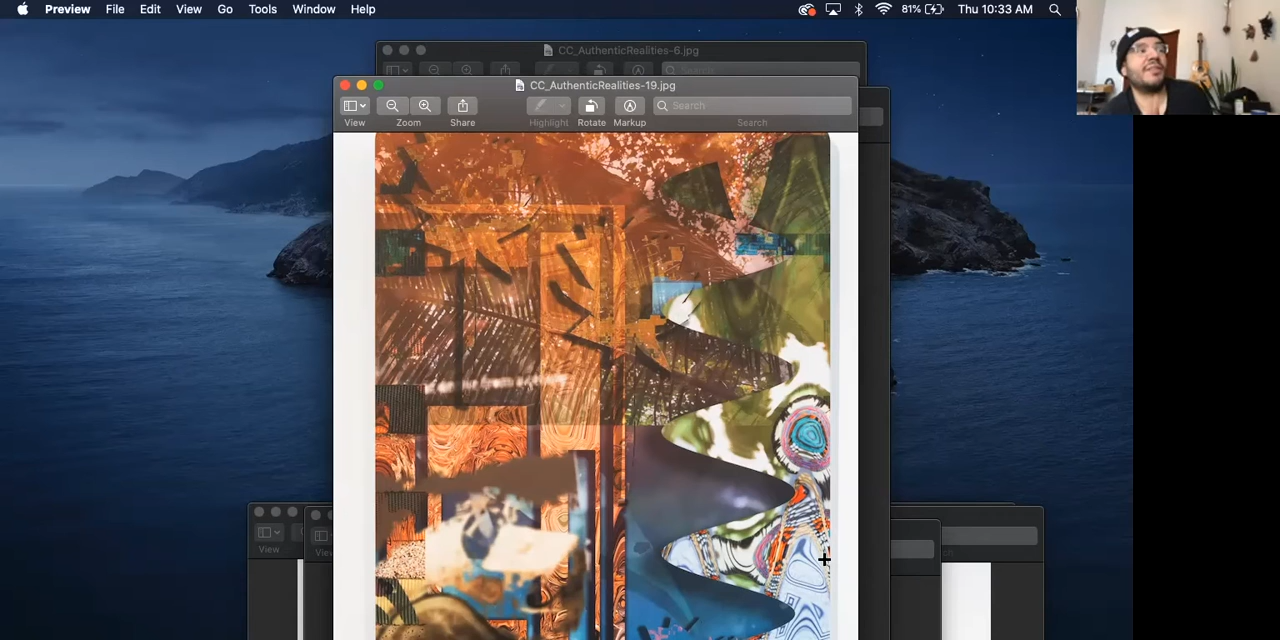 Preview File Edit View Go Tools Window Help 81% Thu 10:33 AM
CC_AuthenticRealities-6.jpg
CC_AuthenticRealities-19.jpg
Search
View Zoom Share Highlight Rotate Markup Search
View